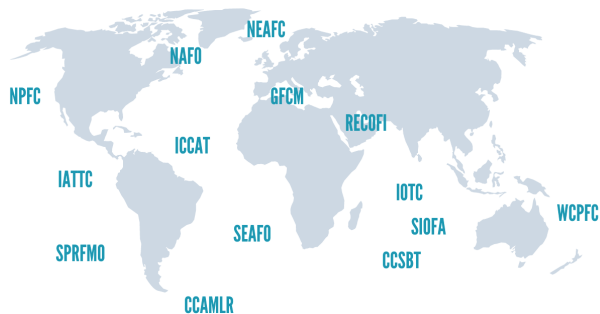 NEAFC
NAFO
NPFC
GFCM
RECOFI
ICCAT
IATTC
IOTC
WCPFC
SIOFA
SEAFO
SPRFMO
CCSBT
CCAMLR